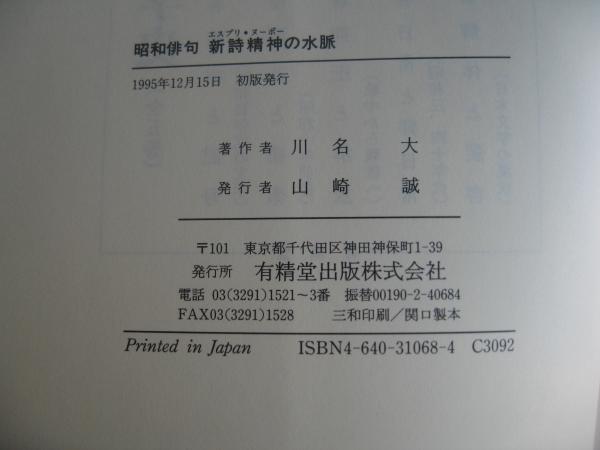 エスプリ・ヌーボー
昭和俳句 新詩精神の水脈
1995年12月15日 初版発行
著作者 川名 大
発行者 山崎 誠
〒101 東京都千代田区神田神保町1-39
発行所 有精堂出版株式会社
電話 03(3291)1521〜3番 振替00190-2-40684
FAX03(3291)1528 三和印刷/関口製本
Printed in Japan ISBN4-640-31068-4 C3092